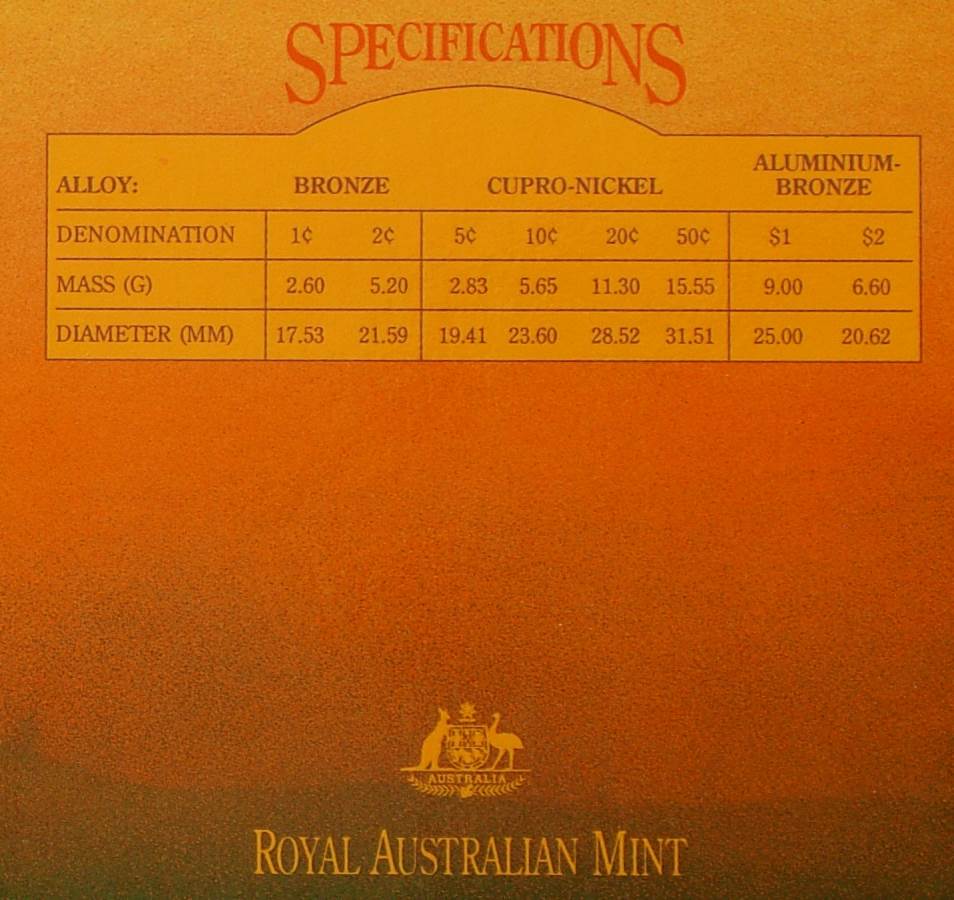 SPECIFICATIONS
ALLOY: BRONZE CUPRO-NICKEL ALUMINIUM-
BRONZE
DENOMINATION 1¢ 2¢ 5¢ 10¢ 20¢ 50¢ $1 $2
MASS (G) 2.60 5.20 2.83 5.65 11.30 15.55 9.00 6.60
DIAMETER (MM) 17.53 21.59 19.41 23.60 28.52 31.51 25.00 20.62
AUSTRALIA
ROYAL AUSTRALIAN MINT